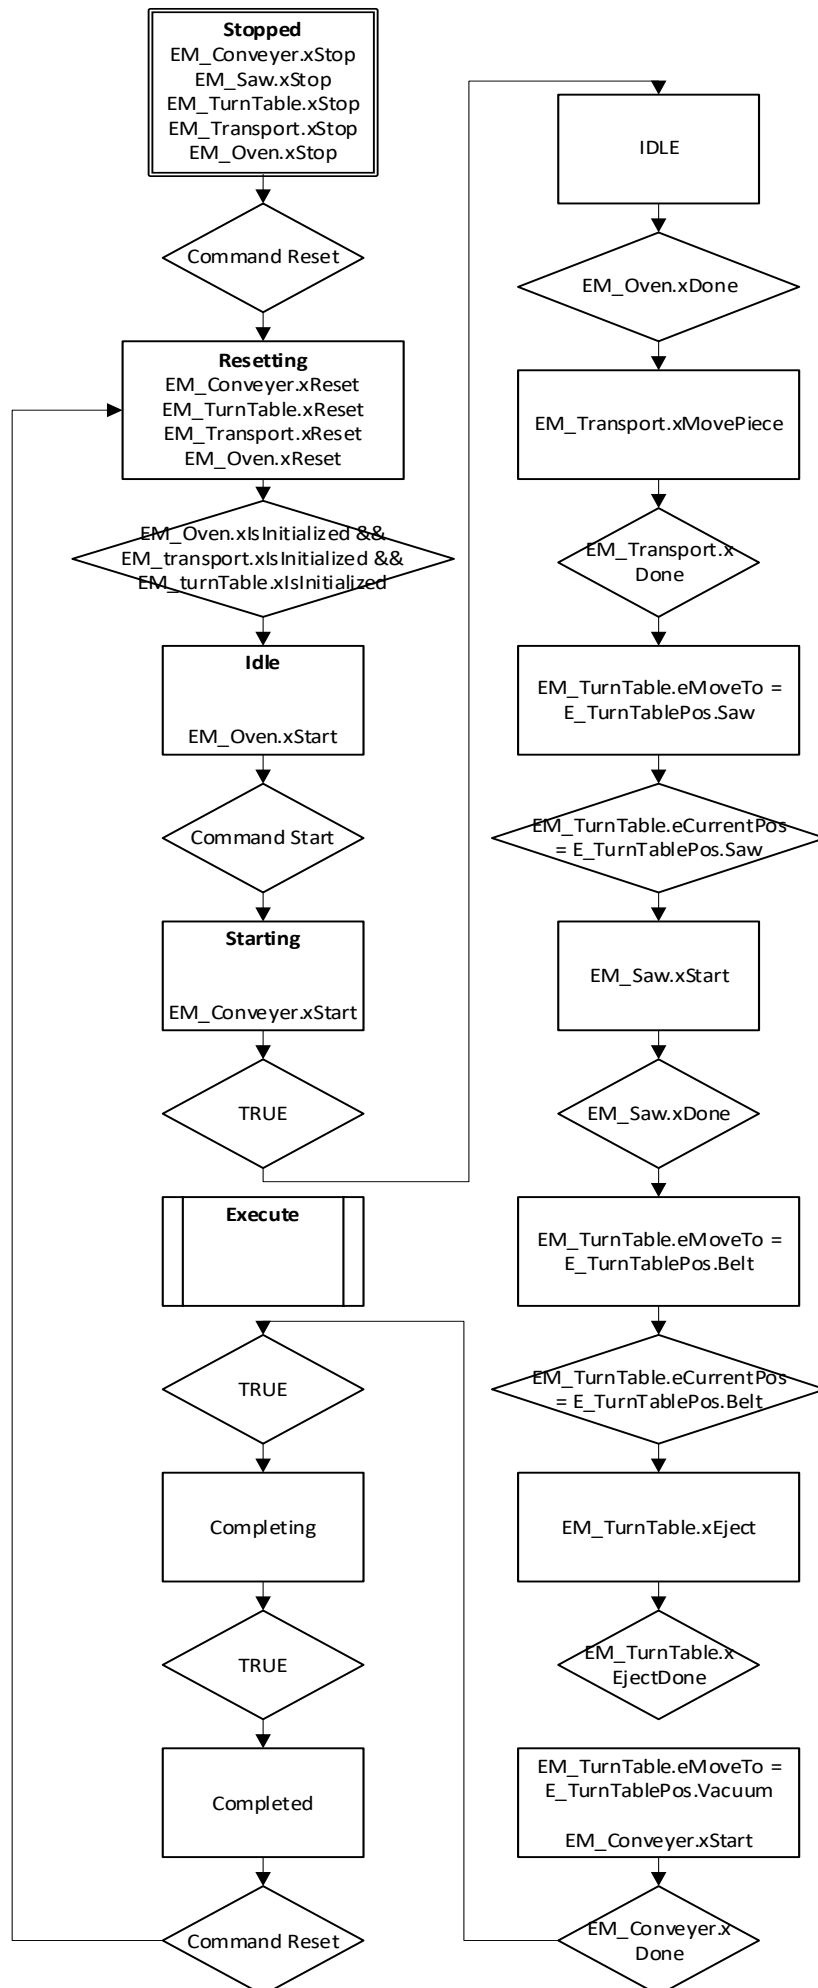 Stopped
EM_Conveyer.xStop
EM_Saw.xStop
EM_TurnTable.xStop
EM_Transport.xStop
EM_Oven.xStop
Command Reset
Resetting
EM_Conveyer.xReset
EM_TurnTable.xReset
EM_Transport.xReset
EM_Oven.xReset
EM_Oven.xIsInitialized &&
EM_transport.xIsInitialized &&
EM_turnTable.xIsInitialized
Idle
EM_Oven.xStart
Command Start
Starting
EM_Conveyer.xStart
TRUE
Execute
TRUE
Completing
TRUE
Completed
Command Reset
IDLE
EM_Oven.xDone
EM_Transport.xMovePiece
EM_Transport.x
Done
EM_TurnTable.eMoveTo =
E_TurnTablePos.Saw
EM_TurnTable.eCurrentPos
= E_TurnTablePos.Saw
EM_Saw.xStart
EM_Saw.xDone
EM_TurnTable.eMoveTo =
E_TurnTablePos.Belt
EM_TurnTable.eCurrentPos
= E_TurnTablePos.Belt
EM_TurnTable.xEject
EM_TurnTable.x
EjectDone
EM_TurnTable.eMoveTo =
E_TurnTablePos.Vacuum
EM_Conveyer.xStart
EM_Conveyer.x
Done